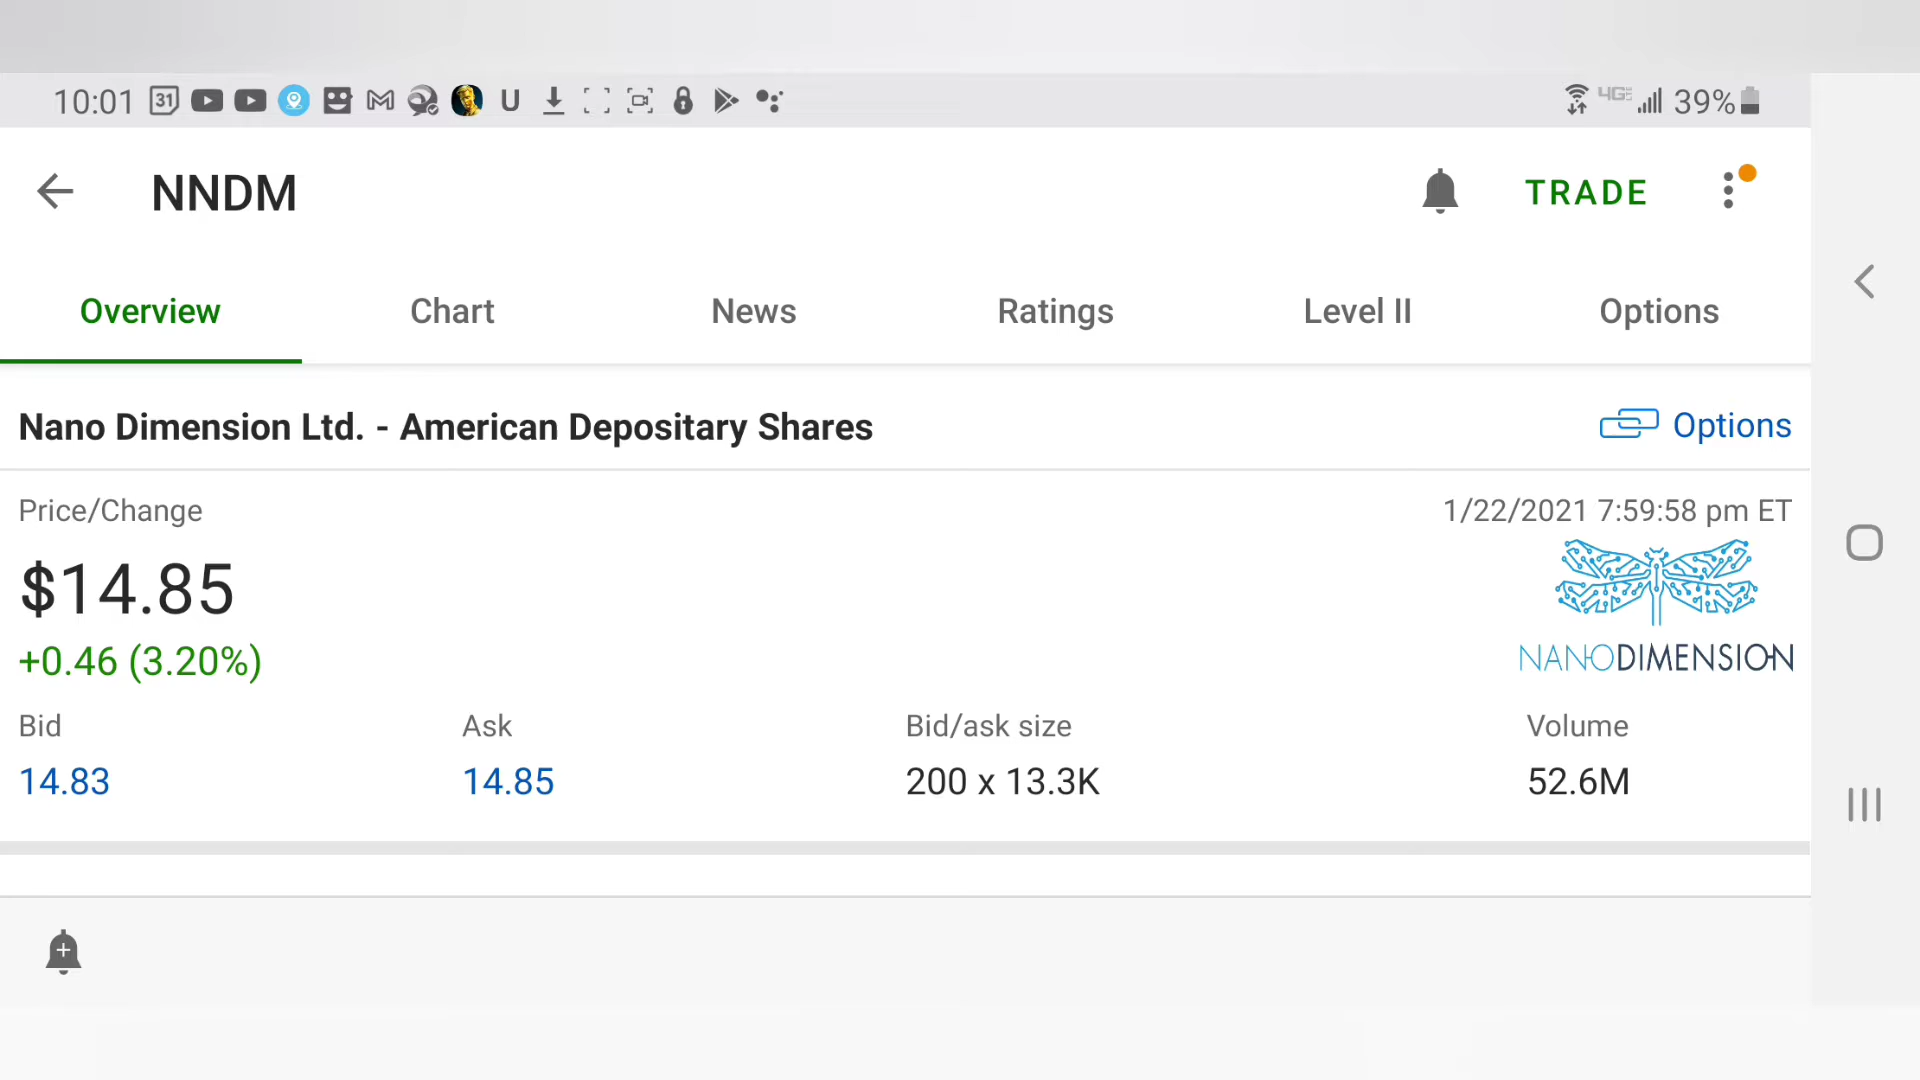 10:01 31 U 4GE 39%
NNDM TRADE
Overview Chart News Ratings Level II Options
Nano Dimension Ltd. - American Depositary Shares Options
Price/Change 1/22/2021 7:59:58 pm ET
$14.85
+0.46 (3.20%) NANODIMENSION
Bid Ask Bid/ask size Volume
14.83 14.85 200 x 13.3K 52.6M